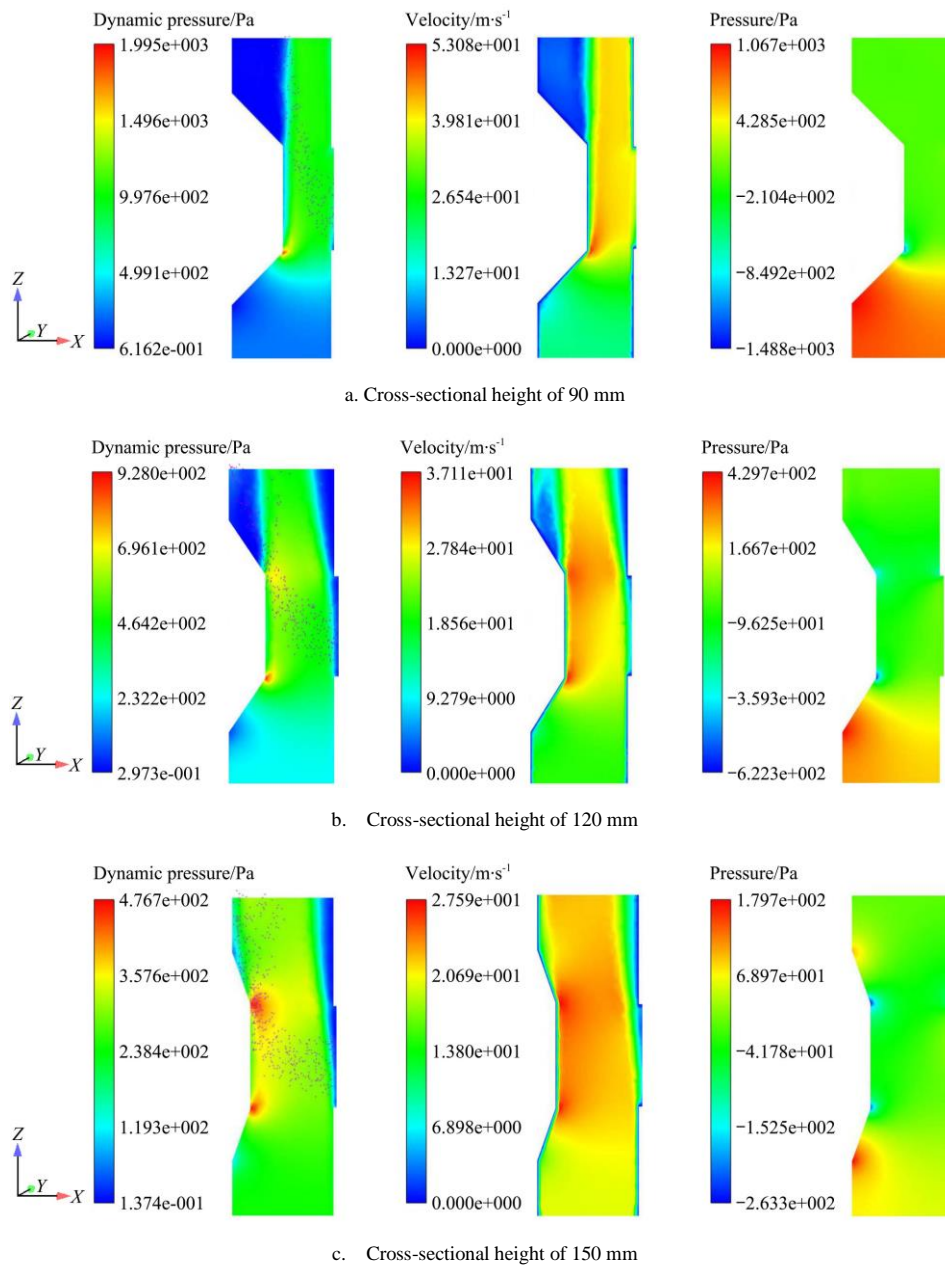 Dynamic pressure/Pa Velocity/m·s⁻¹ Pressure/Pa
1.995e+003 5.308e+001 1.067e+003
1.496e+003 3.981e+001 4.285e+002
9.976e+002 2.654e+001 −2.104e+002
4.991e+002 1.327e+001 −8.492e+002
6.162e-001 0.000e+000 −1.488e+003
Z
Y
X
a. Cross-sectional height of 90 mm
Dynamic pressure/Pa Velocity/m·s⁻¹ Pressure/Pa
9.280e+002 3.711e+001 4.297e+002
6.961e+002 2.784e+001 1.667e+002
4.642e+002 1.856e+001 −9.625e+001
2.322e+002 9.279e+000 −3.593e+002
2.973e-001 0.000e+000 −6.223e+002
Z
Y
X
b. Cross-sectional height of 120 mm
Dynamic pressure/Pa Velocity/m·s⁻¹ Pressure/Pa
4.767e+002 2.759e+001 1.797e+002
3.576e+002 2.069e+001 6.897e+001
2.384e+002 1.380e+001 −4.178e+001
1.193e+002 6.898e+000 −1.525e+002
1.374e-001 0.000e+000 −2.633e+002
Z
Y
X
c. Cross-sectional height of 150 mm